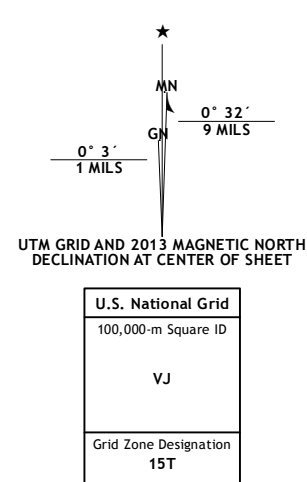 ★
MN
0° 32´
9 MILS
GN
0° 3´
1 MILS
UTM GRID AND 2013 MAGNETIC NORTH
DECLINATION AT CENTER OF SHEET
U.S. National Grid
100,000-m Square ID
VJ
Grid Zone Designation
15T